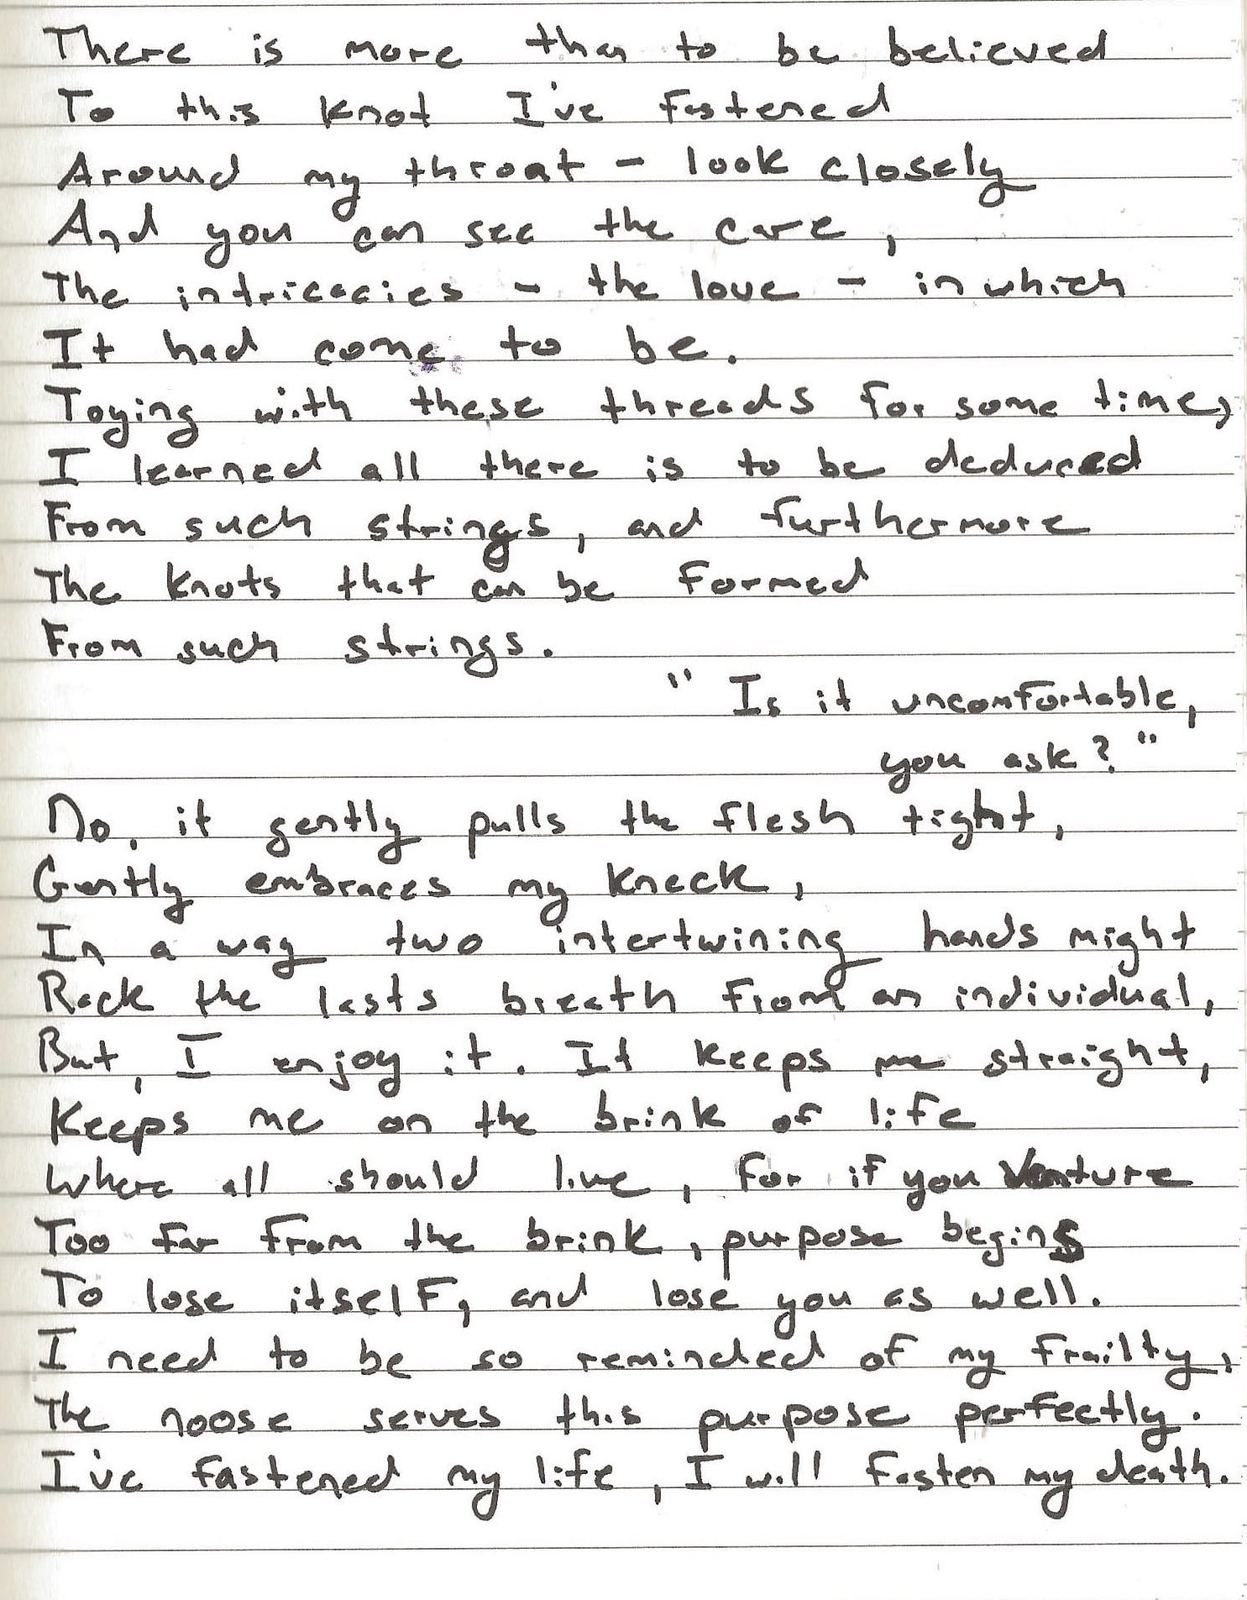 There is more than to be believed
To this knot I've fastened
Around my throat - look closely
And you can see the care,
The intricacies - the love - in which
It had come to be.
Toying with these threads for some time,
I learned all there is to be deduced
From such strings, and furthermore
The knots that can be formed
From such strings.
"Is it uncomfortable,
you ask?"
No, it gently pulls the flesh tight,
Gently embraces my kneck,
In a way two intertwining hands might
Rack the lasts breath from an individual,
But, I enjoy it. It keeps me straight,
Keeps me on the brink of life
Where all should live, for if you venture
Too far from the brink, purpose begins
To lose itself, and lose you as well.
I need to be so reminded of my frailty,
The noose serves this purpose perfectly.
I've fastened my life, I will fasten my death.